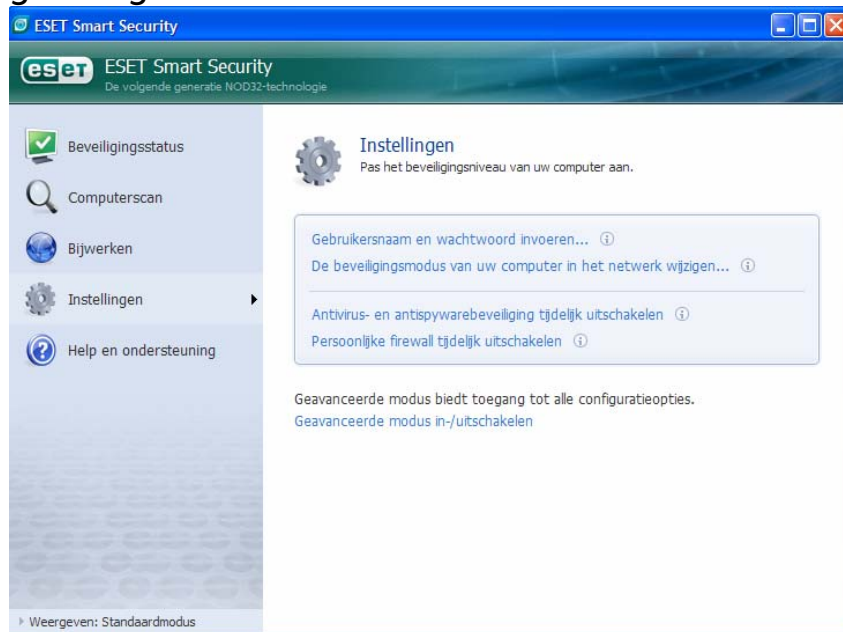 ESET Smart Security
eset
ESET Smart Security
De volgende generatie NOD32-technologie
Beveiligingsstatus
Computerscan
Bijwerken
Instellingen
Help en ondersteuning
Instellingen
Pas het beveiligingsniveau van uw computer aan.
Gebruikersnaam en wachtwoord invoeren...
De beveiligingsmodus van uw computer in het netwerk wijzigen...
Antivirus- en antispywarebeveiliging tijdelijk uitschakelen
Persoonlijke firewall tijdelijk uitschakelen
Geavanceerde modus biedt toegang tot alle configuratieopties.
Geavanceerde modus in-/uitschakelen
Weergeven: Standaardmodus